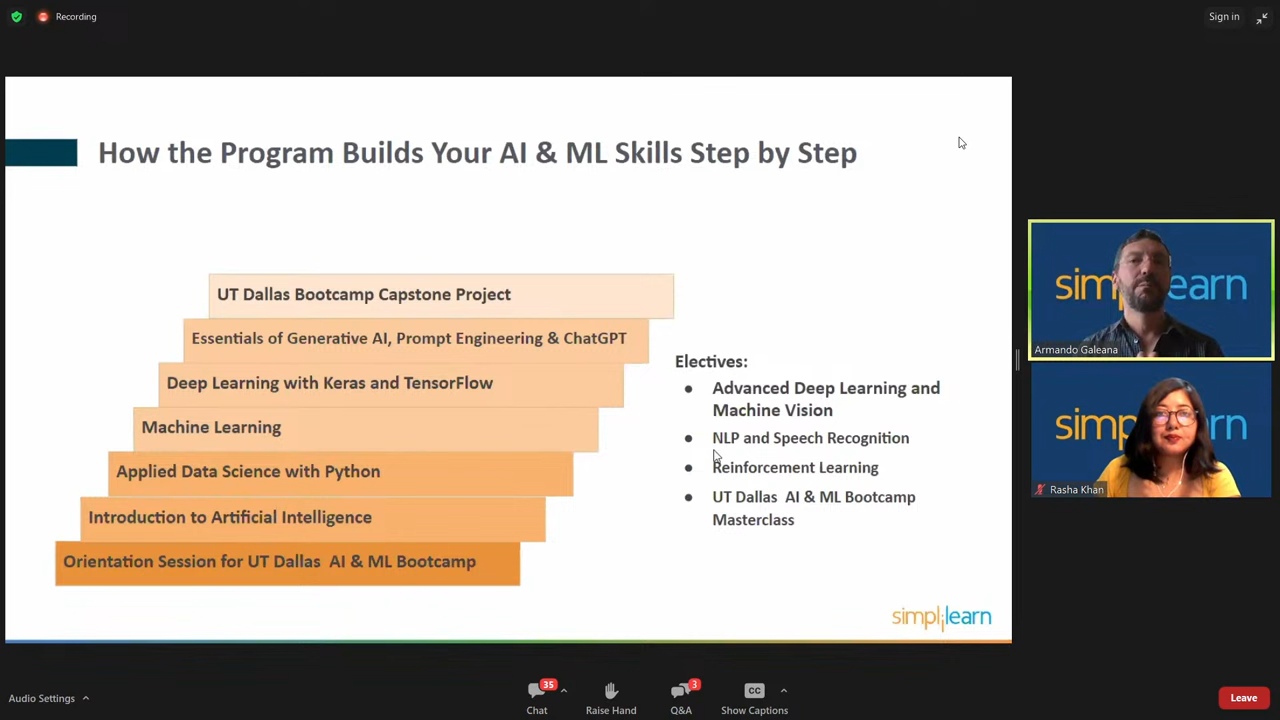 Recording
Sign in
How the Program Builds Your AI & ML Skills Step by Step
UT Dallas Bootcamp Capstone Project
Essentials of Generative AI, Prompt Engineering & ChatGPT
Deep Learning with Keras and TensorFlow
Machine Learning
Applied Data Science with Python
Introduction to Artificial Intelligence
Orientation Session for UT Dallas AI & ML Bootcamp
Electives:
Advanced Deep Learning and
Machine Vision
NLP and Speech Recognition
Reinforcement Learning
UT Dallas AI & ML Bootcamp
Masterclass
simplilearn
simplilearn
Armando Galeana
simplilearn
Rasha Khan
Audio Settings
35
Chat
Raise Hand
3
Q&A
CC
Show Captions
Leave